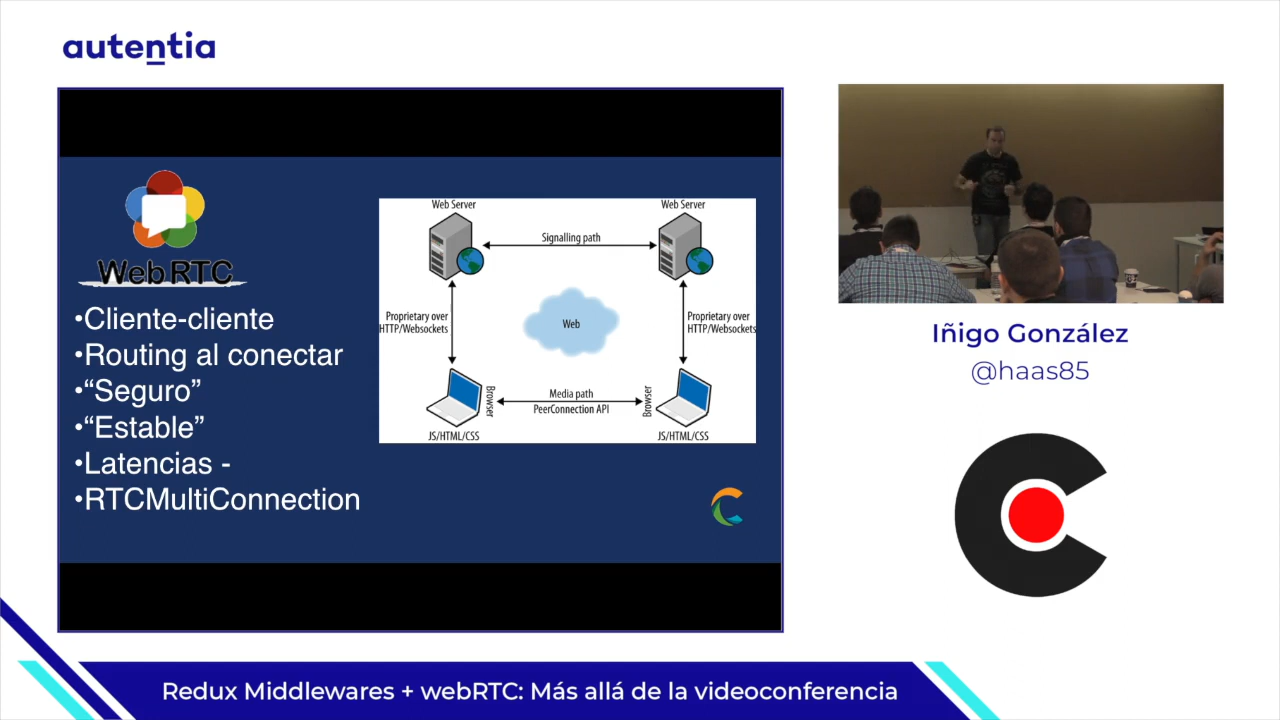 autentia
WebRTC
•Cliente-cliente
•Routing al conectar
•“Seguro”
•“Estable”
•Latencias -
•RTCMultiConnection
Web Server
Web Server
Signalling path
Proprietary over
HTTP/Websockets
Web
Proprietary over
HTTP/Websockets
Browser
Media path
PeerConnection API
Browser
JS/HTML/CSS
JS/HTML/CSS
Iñigo González
@haas85
Redux Middlewares + webRTC: Más allá de la videoconferencia